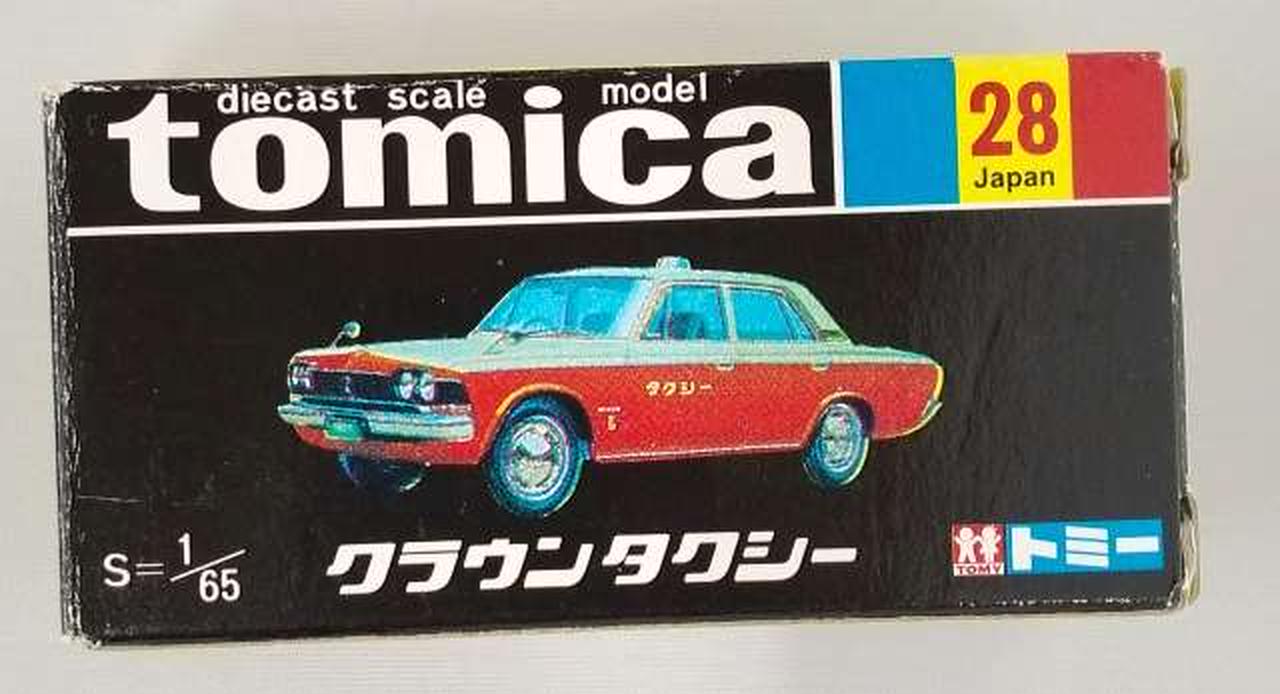 diecast scale model
tomica
28
Japan
タクシー
S=1/65
クラウンタクシー
TOMY
トミー